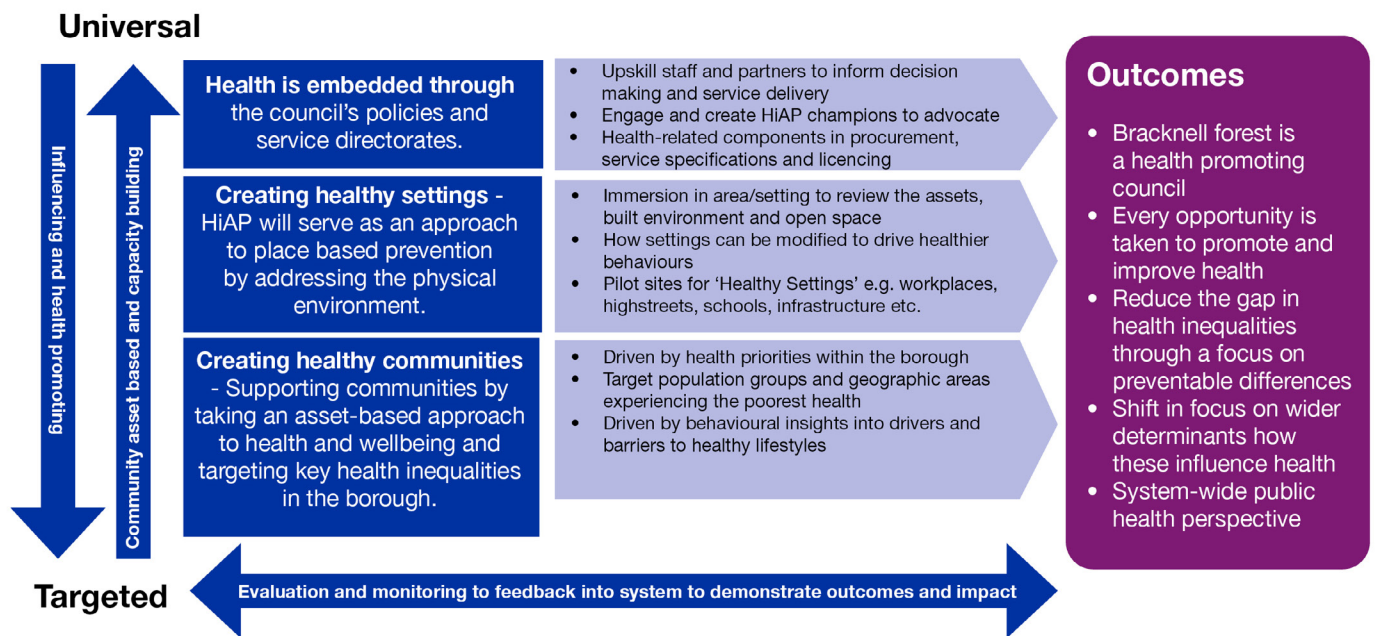 Universal
Influencing and health promoting
Community asset based and capacity building
Health is embedded through
the council's policies and
service directorates.
• Upskill staff and partners to inform decision
making and service delivery
• Engage and create HiAP champions to advocate
• Health-related components in procurement,
service specifications and licencing
Creating healthy settings -
HiAP will serve as an approach
to place based prevention
by addressing the physical
environment.
• Immersion in area/setting to review the assets,
built environment and open space
• How settings can be modified to drive healthier
behaviours
• Pilot sites for ‘Healthy Settings’ e.g. workplaces,
highstreets, schools, infrastructure etc.
Creating healthy communities
- Supporting communities by
taking an asset-based approach
to health and wellbeing and
targeting key health inequalities
in the borough.
• Driven by health priorities within the borough
• Target population groups and geographic areas
experiencing the poorest health
• Driven by behavioural insights into drivers and
barriers to healthy lifestyles
Outcomes
• Bracknell forest is
a health promoting
council
• Every opportunity is
taken to promote and
improve health
• Reduce the gap in
health inequalities
through a focus on
preventable differences
• Shift in focus on wider
determinants how
these influence health
• System-wide public
health perspective
Targeted
Evaluation and monitoring to feedback into system to demonstrate outcomes and impact